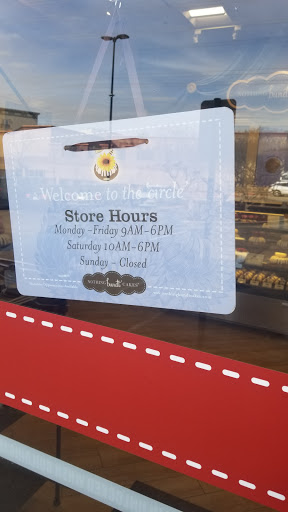 Welcome to the circle
Store Hours
Monday - Friday 9AM-6PM
Saturday 10AM-6PM
Sunday - Closed
NOTHING bundt CAKES